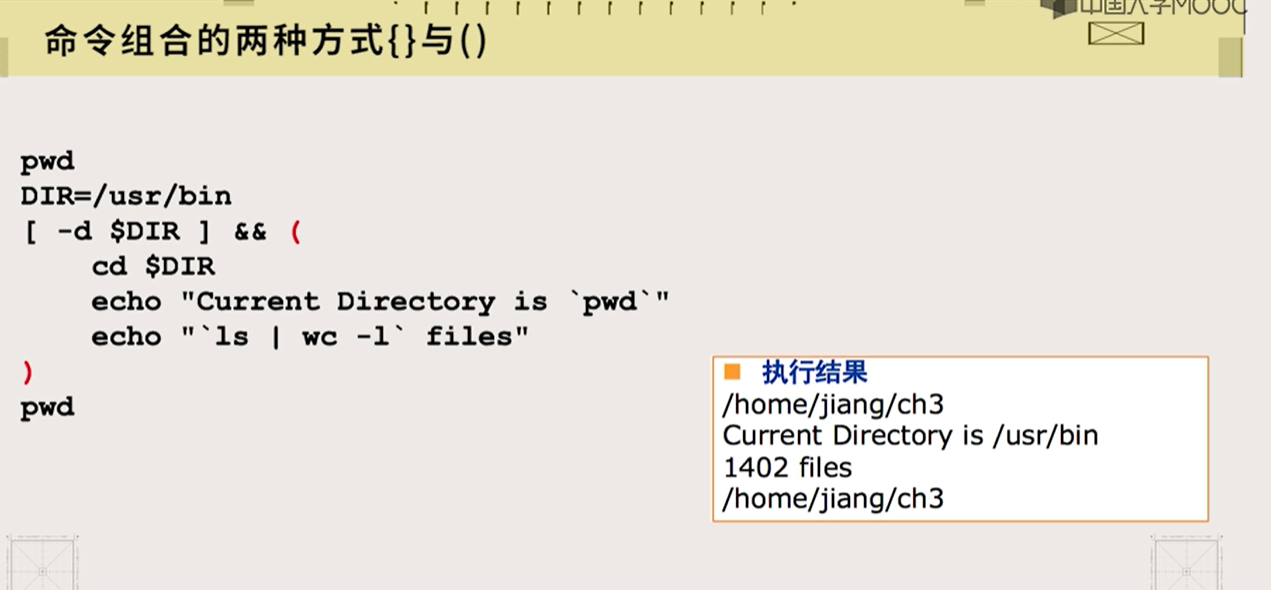 中国大学MOOC
命令组合的两种方式{}与()
pwd
DIR=/usr/bin
[ -d $DIR ] && (
cd $DIR
echo "Current Directory is `pwd`"
echo "`ls | wc -l` files"
)
pwd
执行结果
/home/jiang/ch3
Current Directory is /usr/bin
1402 files
/home/jiang/ch3